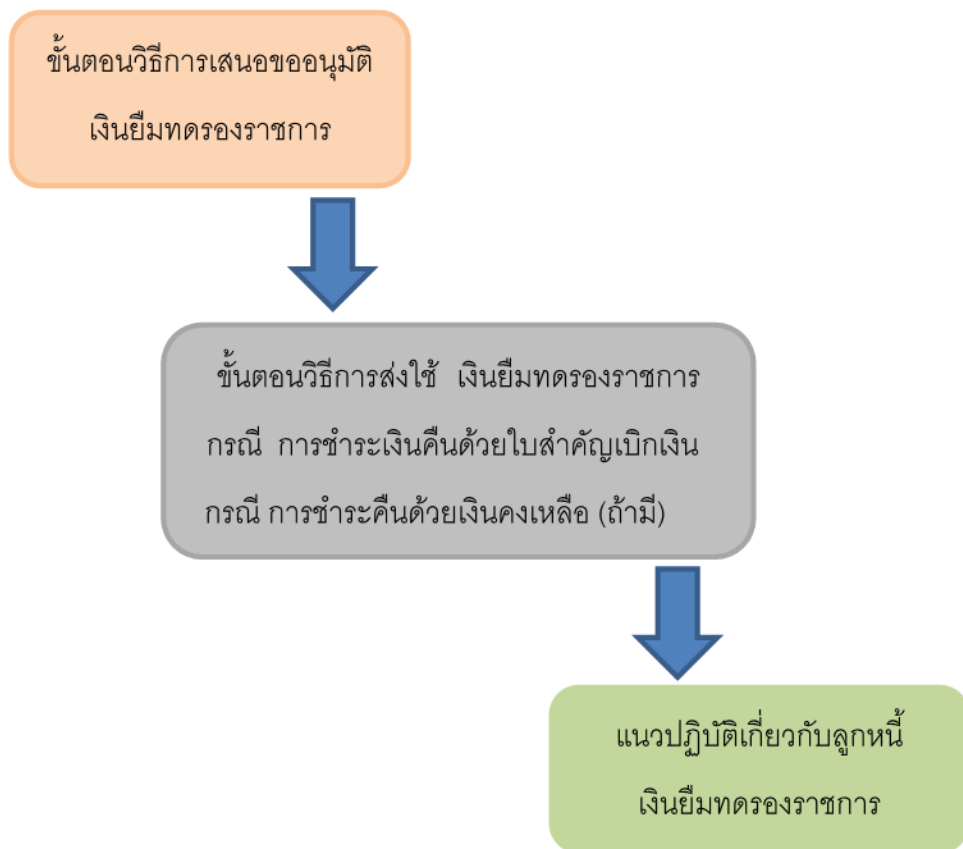 ขั้นตอนวิธีการเสนอขออนุมัติ
เงินยืมทดรองราชการ
ขั้นตอนวิธีการส่งใช้ เงินยืมทดรองราชการ
กรณี การชำระเงินคืนด้วยใบสำคัญเบิกเงิน
กรณี การชำระคืนด้วยเงินคงเหลือ (ถ้ามี)
แนวปฏิบัติเกี่ยวกับลูกหนี้
เงินยืมทดรองราชการ